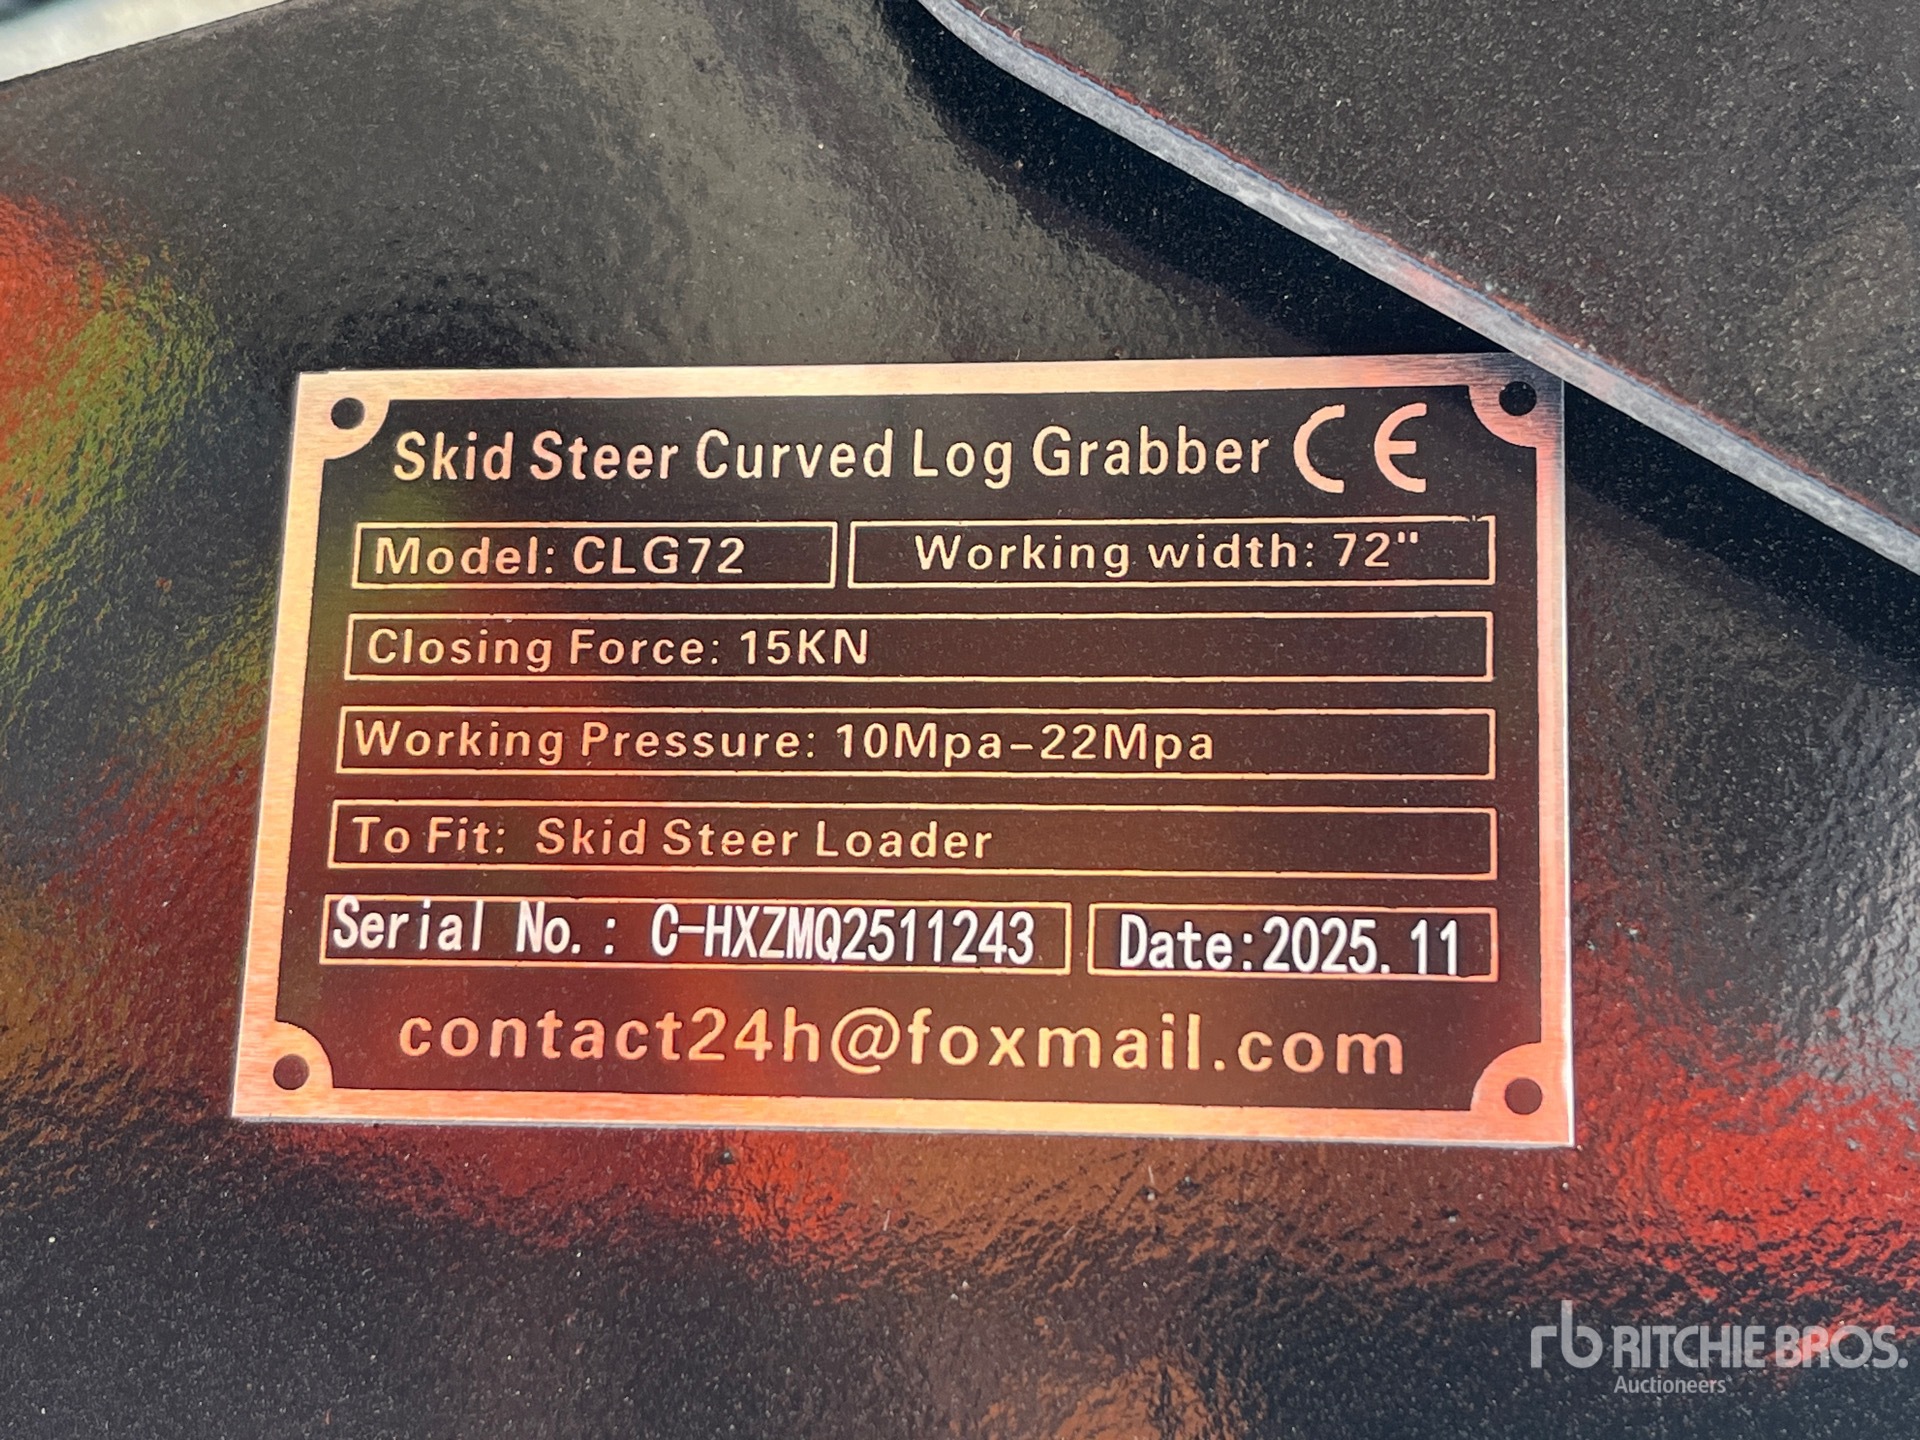 Skid Steer Curved Log Grabber CE
Model: CLG72
Working width: 72"
Closing Force: 15KN
Working Pressure: 10Mpa-22Mpa
To Fit: Skid Steer Loader
Serial No.: C-HXZMQ2511243
Date:2025.11
contact24h@foxmail.com
rb RITCHIE BROS.
Auctioneers